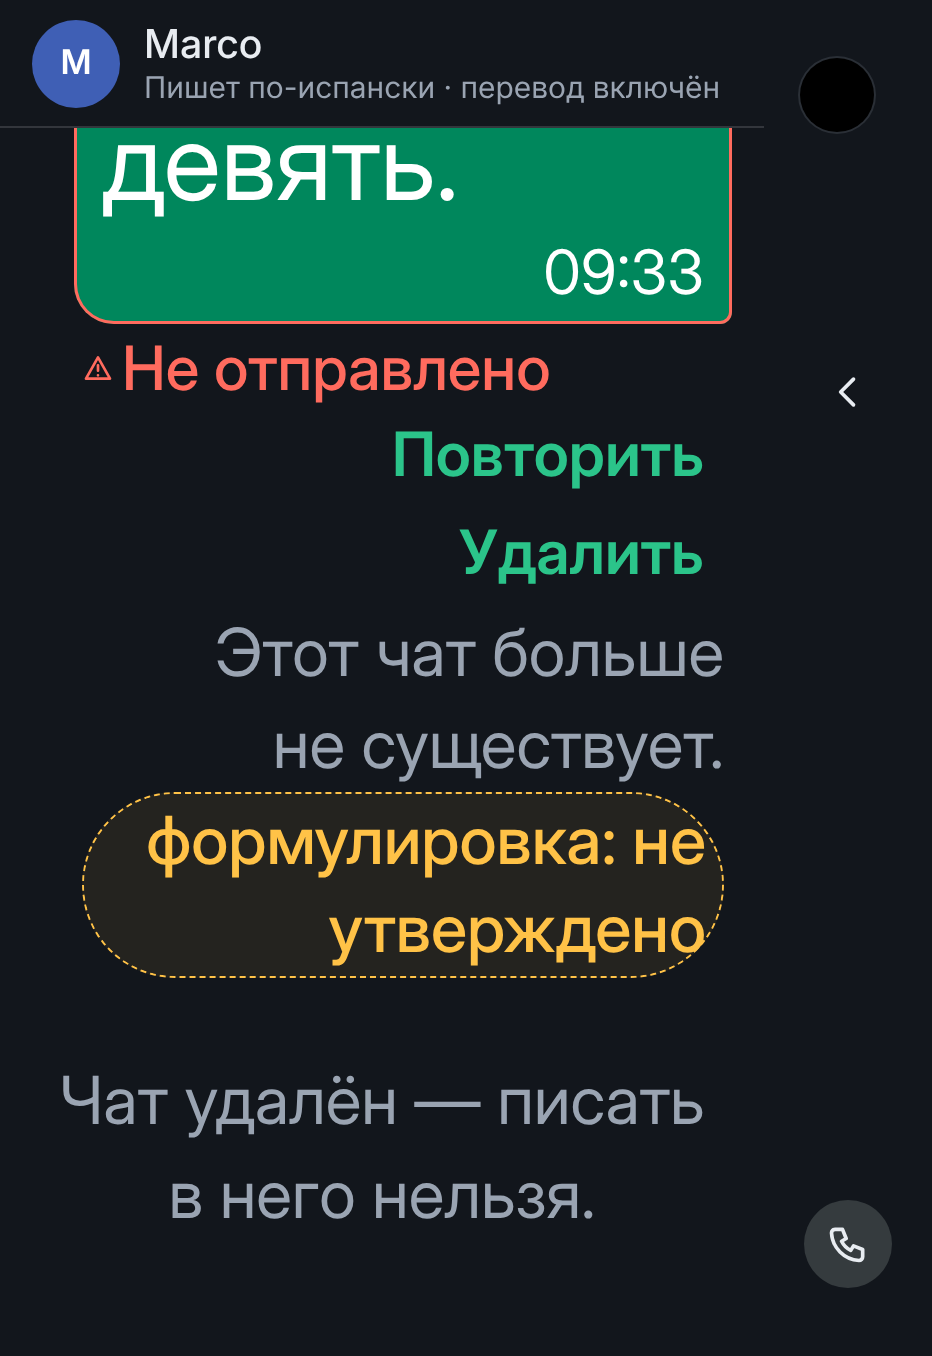 M
Marco
Пишет по-испански · перевод включён
девять.
09:33
Не отправлено
Повторить
Удалить
Этот чат больше
не существует.
формулировка: не
утверждено
Чат удалён — писать
в него нельзя.